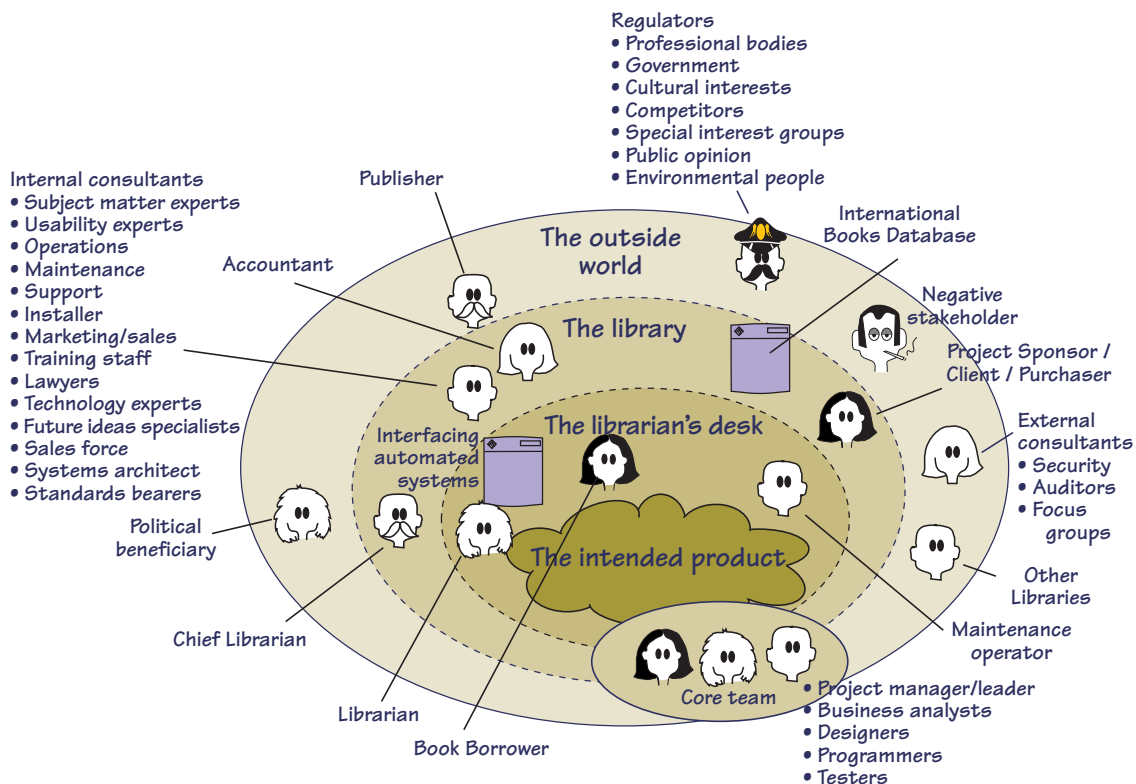 Regulators
• Professional bodies
• Government
• Cultural interests
• Competitors
• Special interest groups
• Public opinion
• Environmental people
Internal consultants
• Subject matter experts
• Usability experts
• Operations
• Maintenance
• Support
• Installer
• Marketing/sales
• Training staff
• Lawyers
• Technology experts
• Future ideas specialists
• Sales force
• Systems architect
• Standards bearers
Publisher
Accountant
The outside
world
International
Books Database
The library
Negative
stakeholder
Project Sponsor /
Client / Purchaser
The librarian's desk
Interfacing
automated
systems
External
consultants
• Security
• Auditors
• Focus
groups
Political
beneficiary
The intended product
Other
Libraries
Chief Librarian
Maintenance
operator
Librarian
Book Borrower
Core team
• Project manager/leader
• Business analysts
• Designers
• Programmers
• Testers